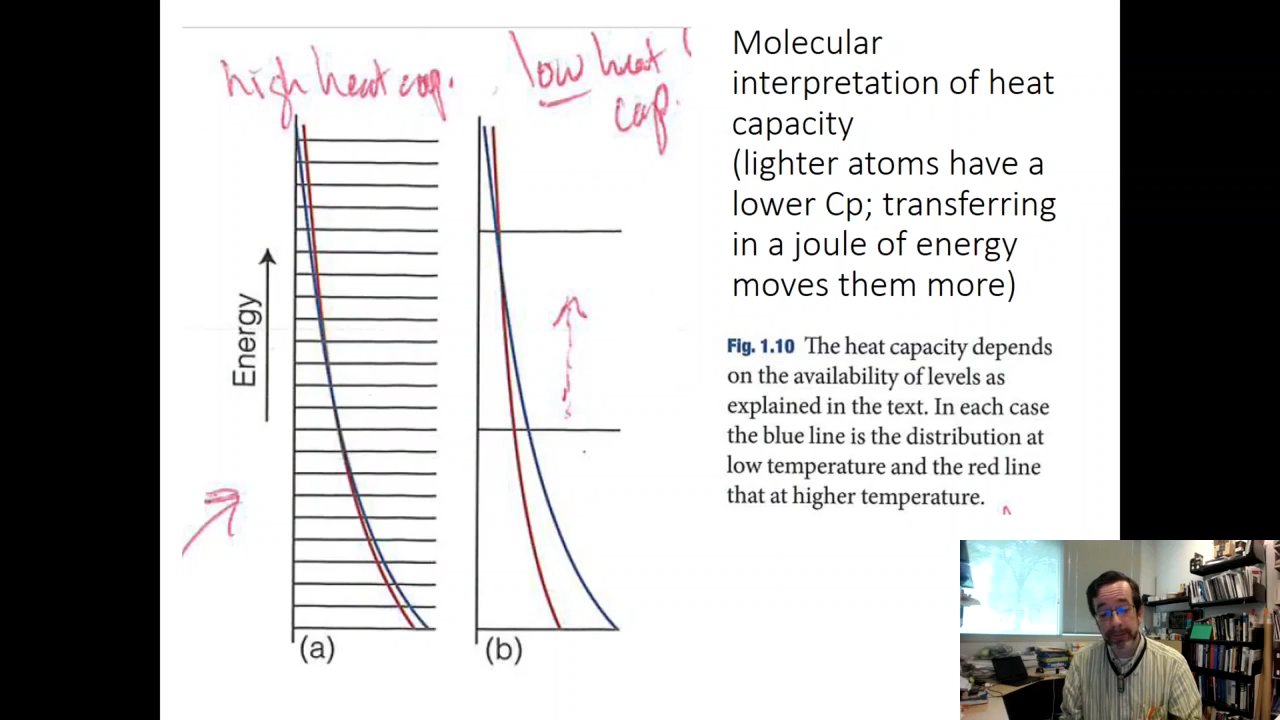 high heat cap.
low heat
cap.
Energy
(a)
(b)
Molecular
interpretation of heat
capacity
(lighter atoms have a
lower Cp; transferring
in a joule of energy
moves them more)
Fig. 1.10 The heat capacity depends
on the availability of levels as
explained in the text. In each case
the blue line is the distribution at
low temperature and the red line
that at higher temperature.